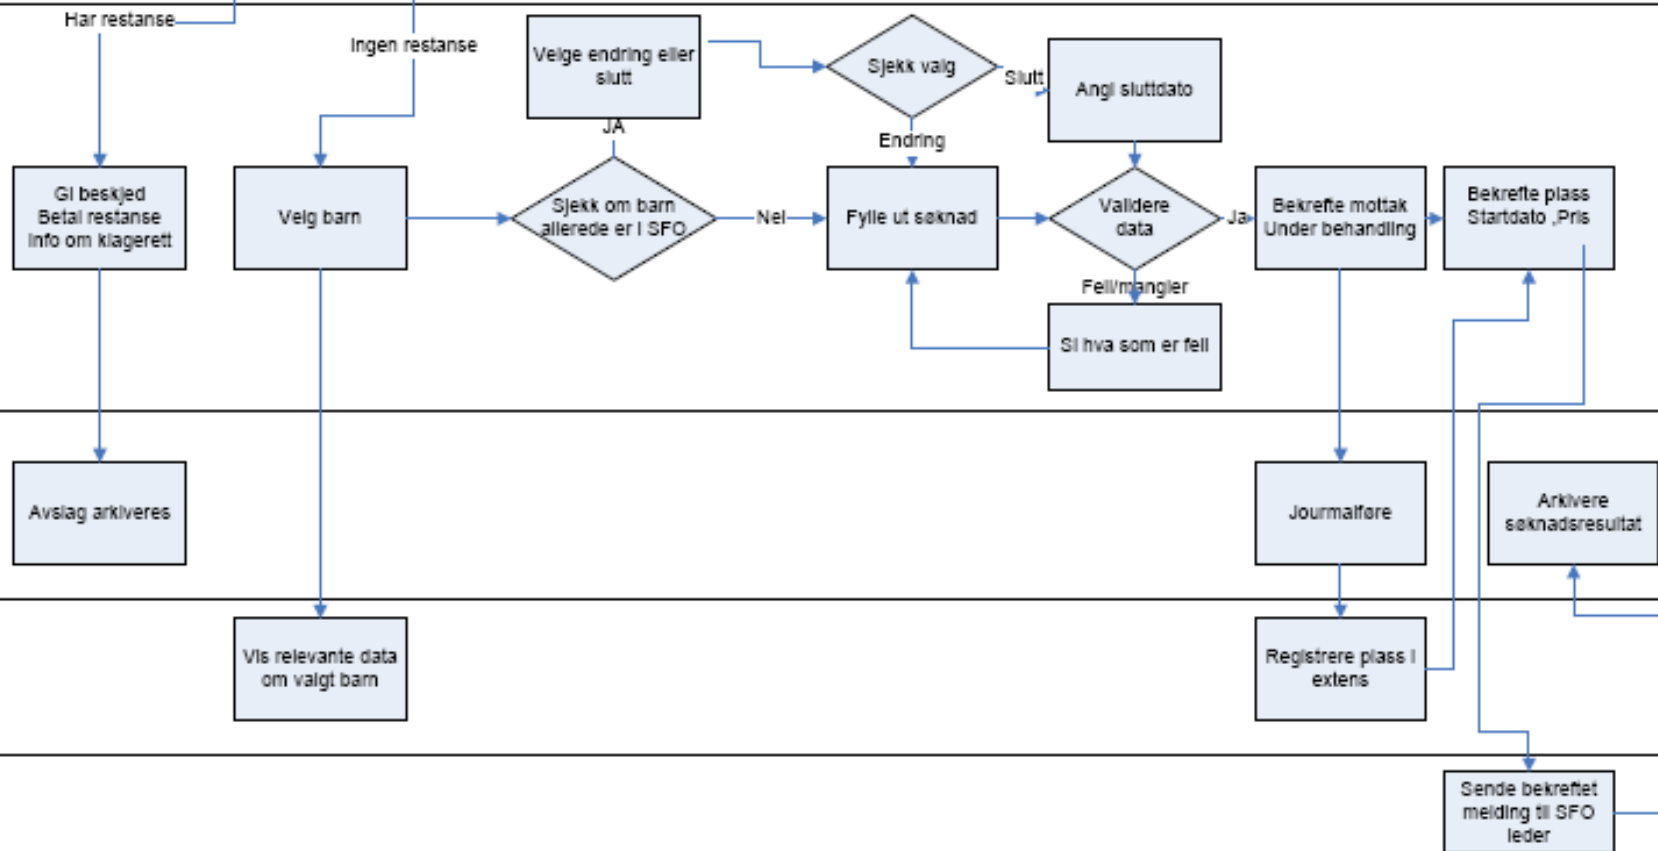 Har restanse
Ingen restanse
Velge endring eller
slutt
Sjekk valg
Slutt
Angi sluttdato
JA
Endring
Gi beskjed
Betal restanse
Info om klagerett
Velg barn
Sjekk om barn
allerede er i SFO
Nei
Fylle ut søknad
Validere
data
Ja
Bekrefte mottak
Under behandling
Bekrefte plass
Startdato ,Pris
Feil/mangler
Si hva som er feil
Avslag arkiveres
Jourmalføre
Arkivere
søknadsresultat
Vis relevante data
om valgt barn
Registrere plass i
extens
Sende bekreftet
melding til SFO
leder